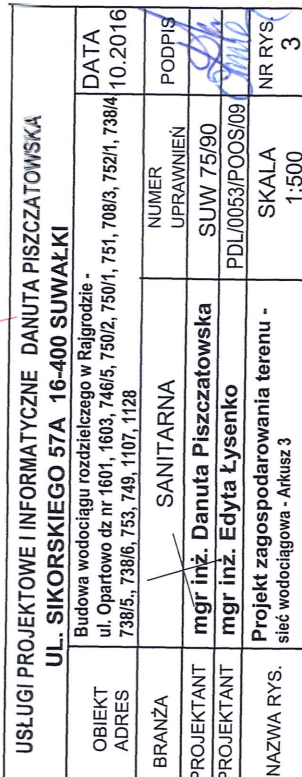 USŁUGI PROJEKTOWE I INFORMATYCZNE DANUTA PISZCZATOWSKA
UL. SIKORSKIEGO 57A 16-400 SUWAŁKI
OBIEKT
ADRES
Budowa wodociągu rozdzielczego w Rajgrodzie -
ul. Opartowo dz nr 1601, 1603, 746/5, 750/2, 750/1, 751, 708/3, 752/1, 738/4
738/5., 738/6, 753, 749, 1107, 1128
DATA
10.2016
BRANŻA
SANITARNA
NUMER
UPRAWNIEŃ
PODPIS
PROJEKTANT
mgr inż. Danuta Piszczatowska
SUW 75/90
PROJEKTANT
mgr inż. Edyta Łysenko
PDL/0053/POOS/09
NAZWA RYS.
Projekt zagospodarowania terenu -
sieć wodociągowa - Arkusz 3
SKALA
1:500
NR RYS.
3